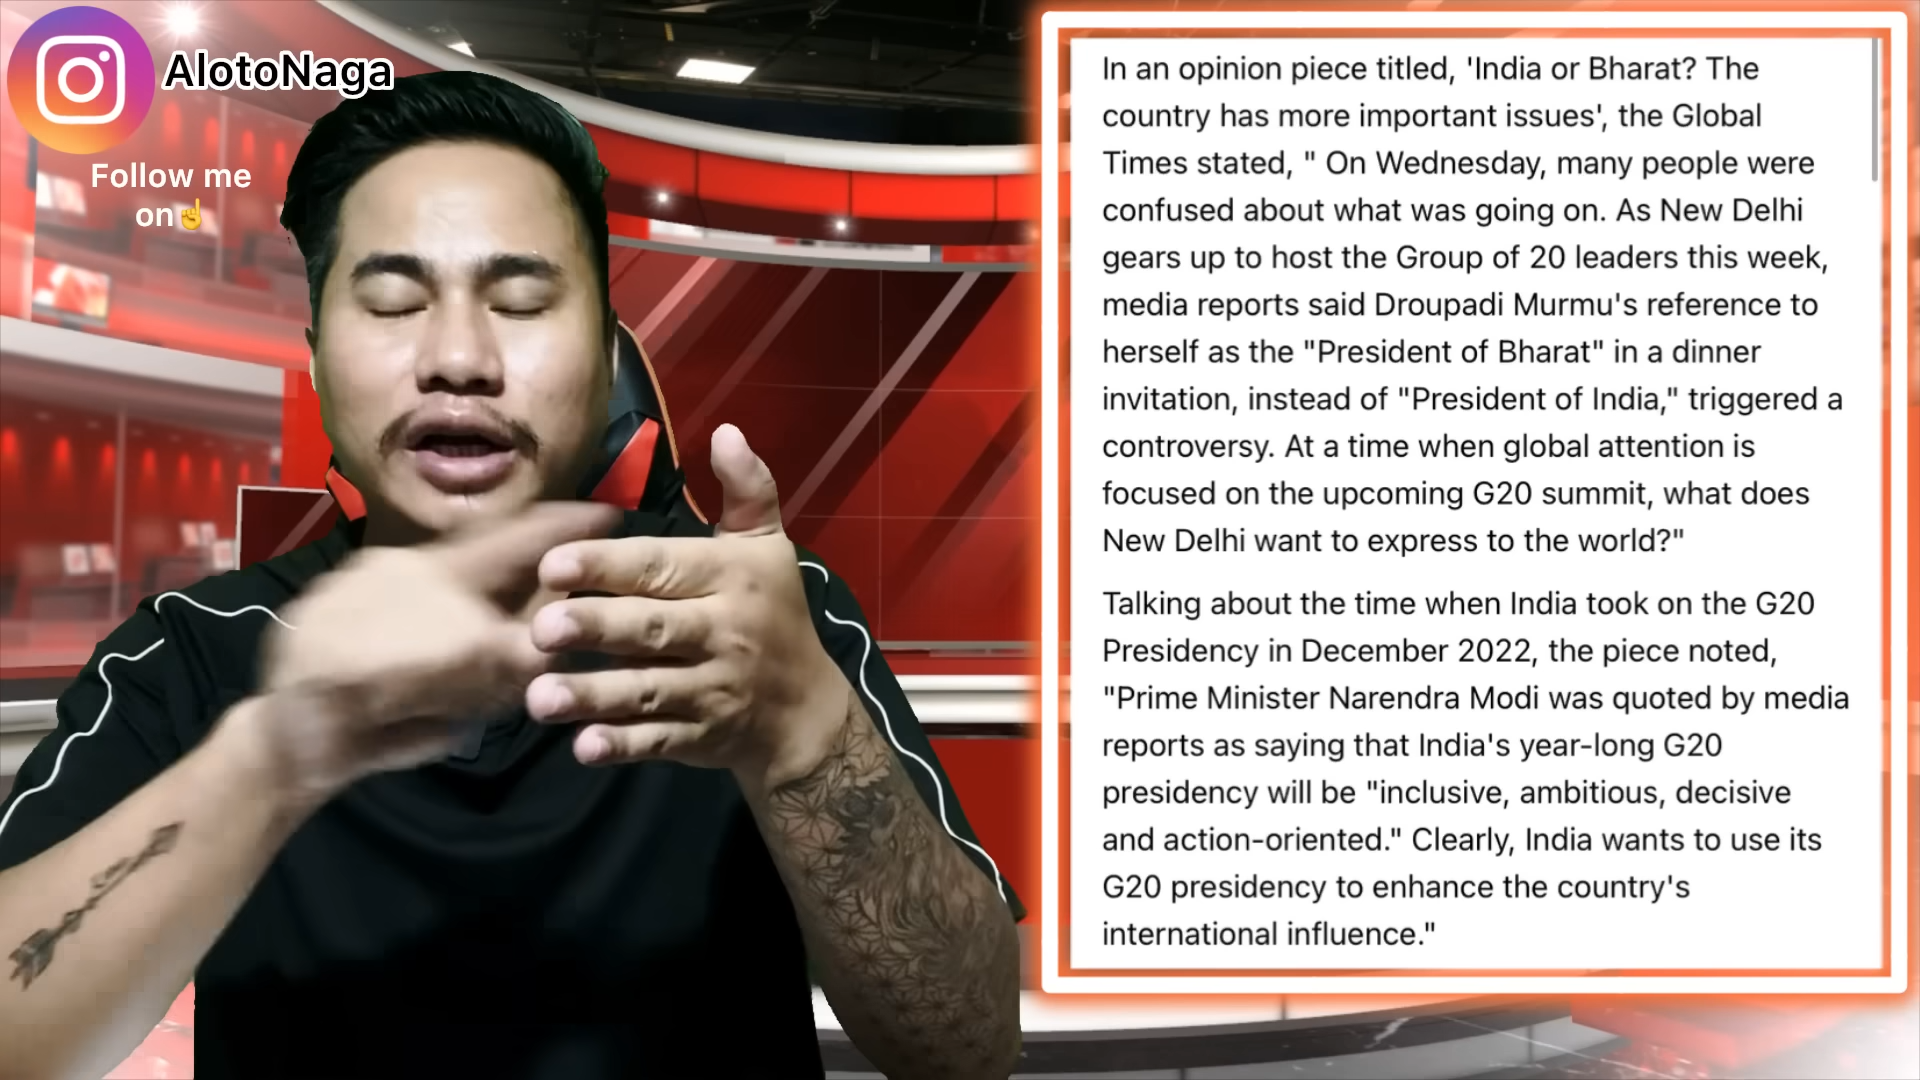 AlotoNaga
Follow me
on☝
In an opinion piece titled, 'India or Bharat? The
country has more important issues', the Global
Times stated, " On Wednesday, many people were
confused about what was going on. As New Delhi
gears up to host the Group of 20 leaders this week,
media reports said Droupadi Murmu's reference to
herself as the "President of Bharat" in a dinner
invitation, instead of "President of India," triggered a
controversy. At a time when global attention is
focused on the upcoming G20 summit, what does
New Delhi want to express to the world?"
Talking about the time when India took on the G20
Presidency in December 2022, the piece noted,
"Prime Minister Narendra Modi was quoted by media
reports as saying that India's year-long G20
presidency will be "inclusive, ambitious, decisive
and action-oriented." Clearly, India wants to use its
G20 presidency to enhance the country's
international influence."